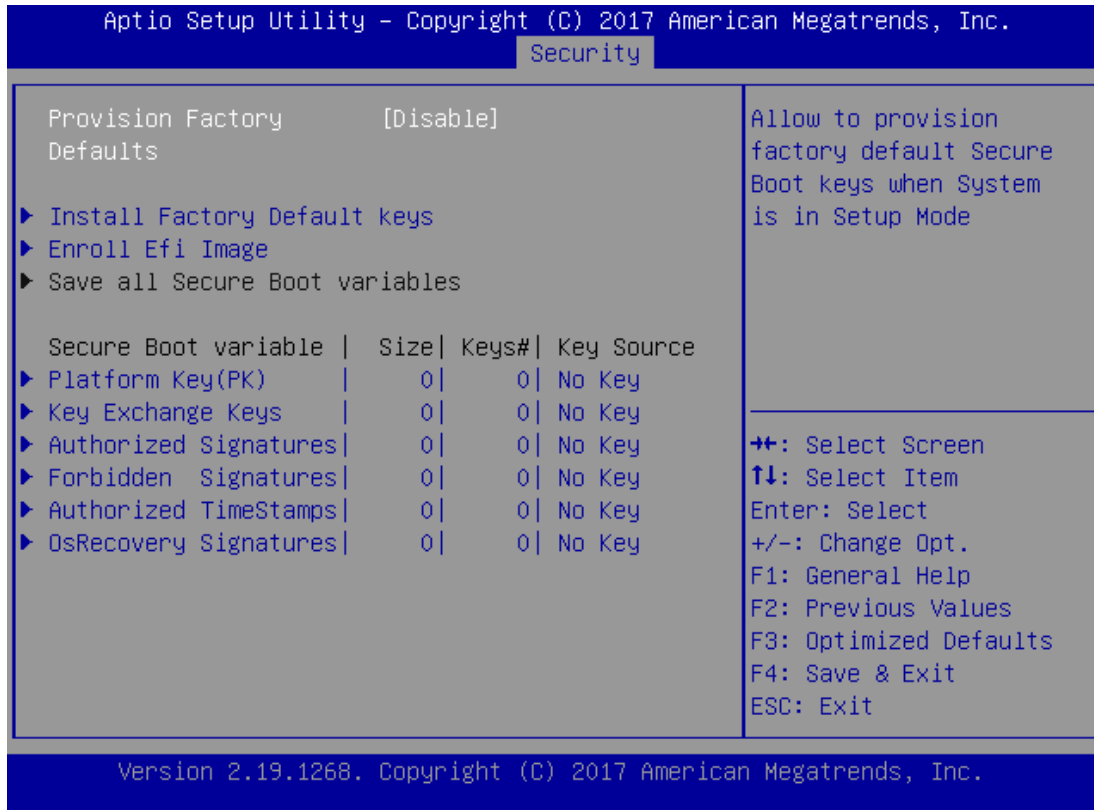 Aptio Setup Utility – Copyright (C) 2017 American Megatrends, Inc.
Security
Provision Factory [Disable]
Defaults
▶ Install Factory Default keys
▶ Enroll Efi Image
▶ Save all Secure Boot variables
Secure Boot variable | Size| Keys#| Key Source
▶ Platform Key(PK) | 0| 0| No Key
▶ Key Exchange Keys | 0| 0| No Key
▶ Authorized Signatures| 0| 0| No Key
▶ Forbidden Signatures| 0| 0| No Key
▶ Authorized TimeStamps| 0| 0| No Key
▶ OsRecovery Signatures| 0| 0| No Key
Allow to provision
factory default Secure
Boot keys when System
is in Setup Mode
→←: Select Screen
↑↓: Select Item
Enter: Select
+/-: Change Opt.
F1: General Help
F2: Previous Values
F3: Optimized Defaults
F4: Save & Exit
ESC: Exit
Version 2.19.1268. Copyright (C) 2017 American Megatrends, Inc.